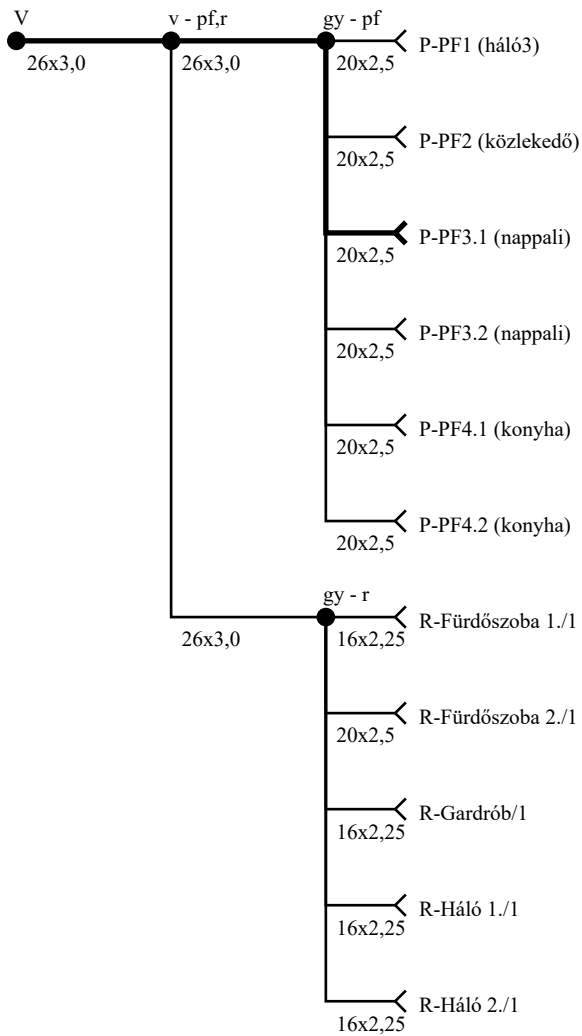 V
v - pf,r
gy - pf
26x3,0
26x3,0
20x2,5
P-PF1 (háló3)
20x2,5
P-PF2 (közlekedő)
20x2,5
P-PF3.1 (nappali)
20x2,5
P-PF3.2 (nappali)
20x2,5
P-PF4.1 (konyha)
20x2,5
P-PF4.2 (konyha)
gy - r
26x3,0
16x2,25
R-Fürdőszoba 1./1
20x2,5
R-Fürdőszoba 2./1
16x2,25
R-Gardrób/1
16x2,25
R-Háló 1./1
16x2,25
R-Háló 2./1